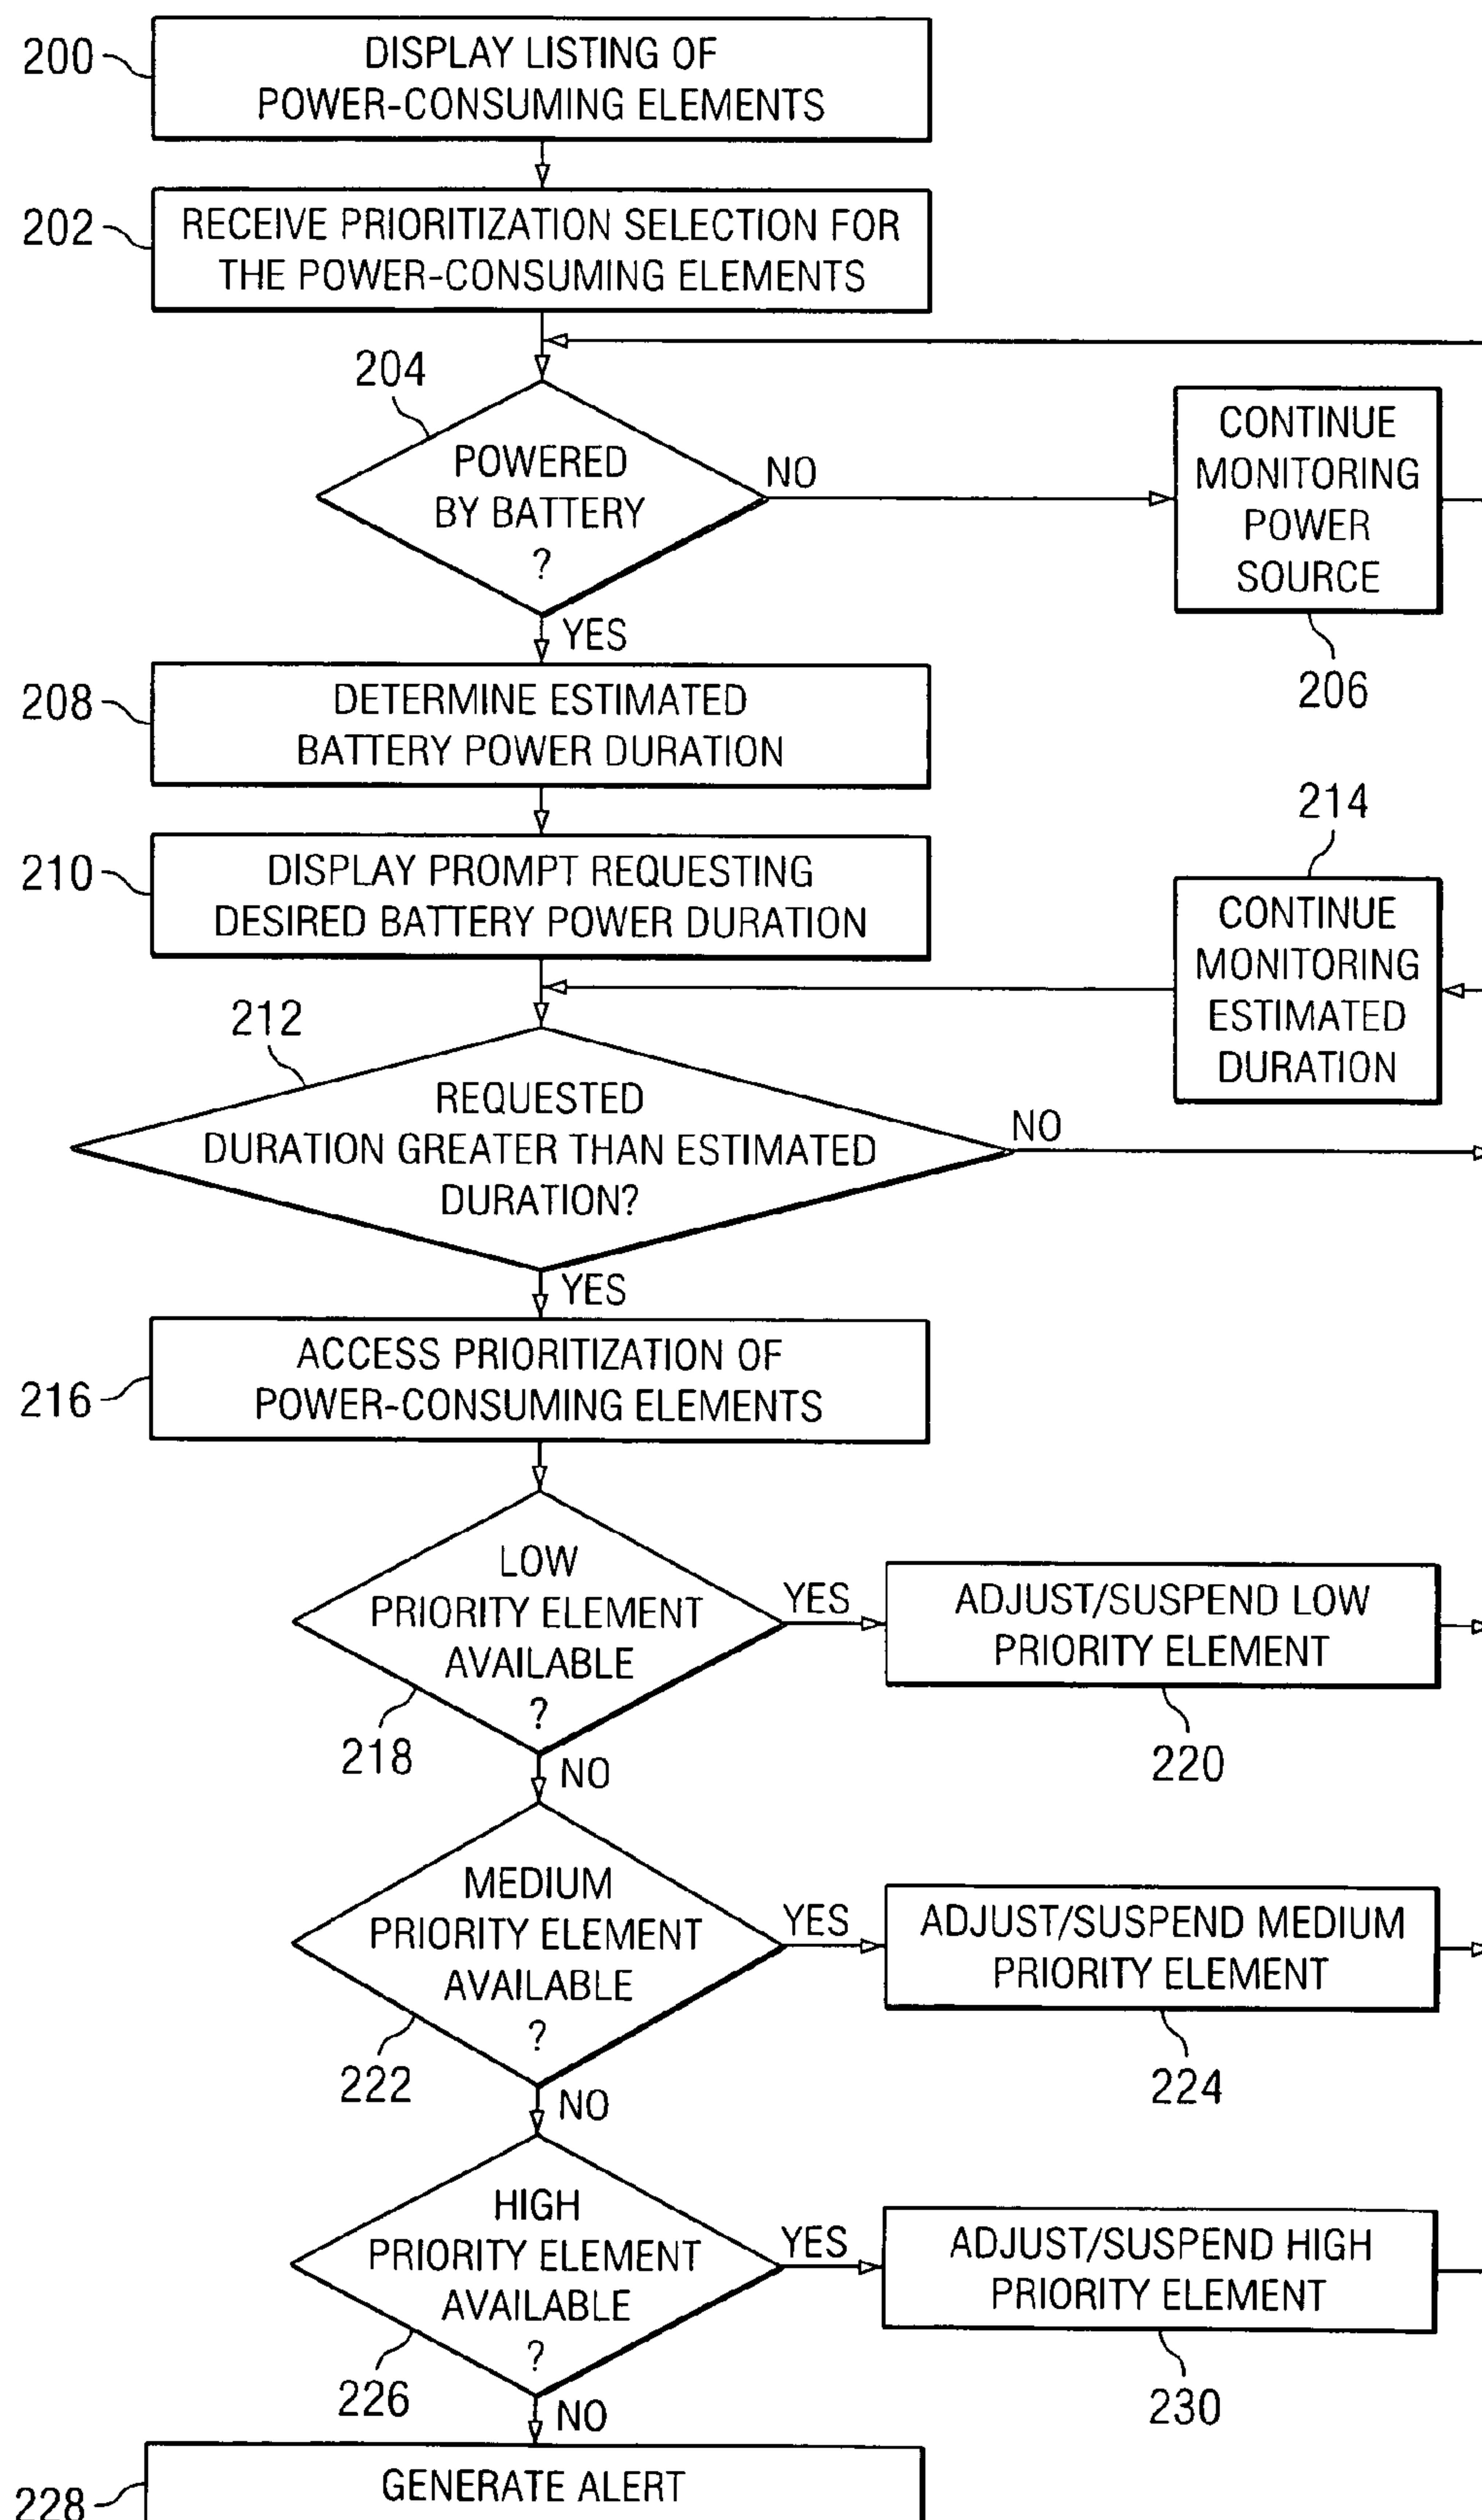 200
DISPLAY LISTING OF
POWER-CONSUMING ELEMENTS
202
RECEIVE PRIORITIZATION SELECTION FOR
THE POWER-CONSUMING ELEMENTS
204
POWERED
BY BATTERY
?
NO
CONTINUE
MONITORING
POWER
SOURCE
206
YES
208
DETERMINE ESTIMATED
BATTERY POWER DURATION
210
DISPLAY PROMPT REQUESTING
DESIRED BATTERY POWER DURATION
214
CONTINUE
MONITORING
ESTIMATED
DURATION
212
REQUESTED
DURATION GREATER THAN ESTIMATED
DURATION?
NO
YES
216
ACCESS PRIORITIZATION OF
POWER-CONSUMING ELEMENTS
LOW
PRIORITY ELEMENT
AVAILABLE
?
218
YES
ADJUST/SUSPEND LOW
PRIORITY ELEMENT
220
NO
MEDIUM
PRIORITY ELEMENT
AVAILABLE
?
222
YES
ADJUST/SUSPEND MEDIUM
PRIORITY ELEMENT
224
NO
HIGH
PRIORITY ELEMENT
AVAILABLE
?
226
YES
ADJUST/SUSPEND HIGH
PRIORITY ELEMENT
230
NO
228
GENERATE ALERT